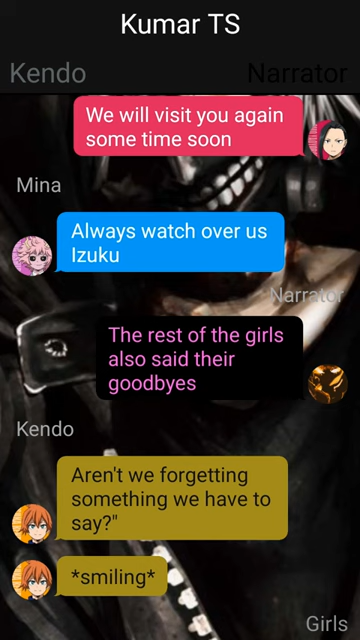 Kumar TS
Kendo
Narrator
We will visit you again
some time soon
Mina
Always watch over us
Izuku
Narrator
The rest of the girls
also said their
goodbyes
Kendo
Aren't we forgetting
something we have to
say?"
*smiling*
Girls